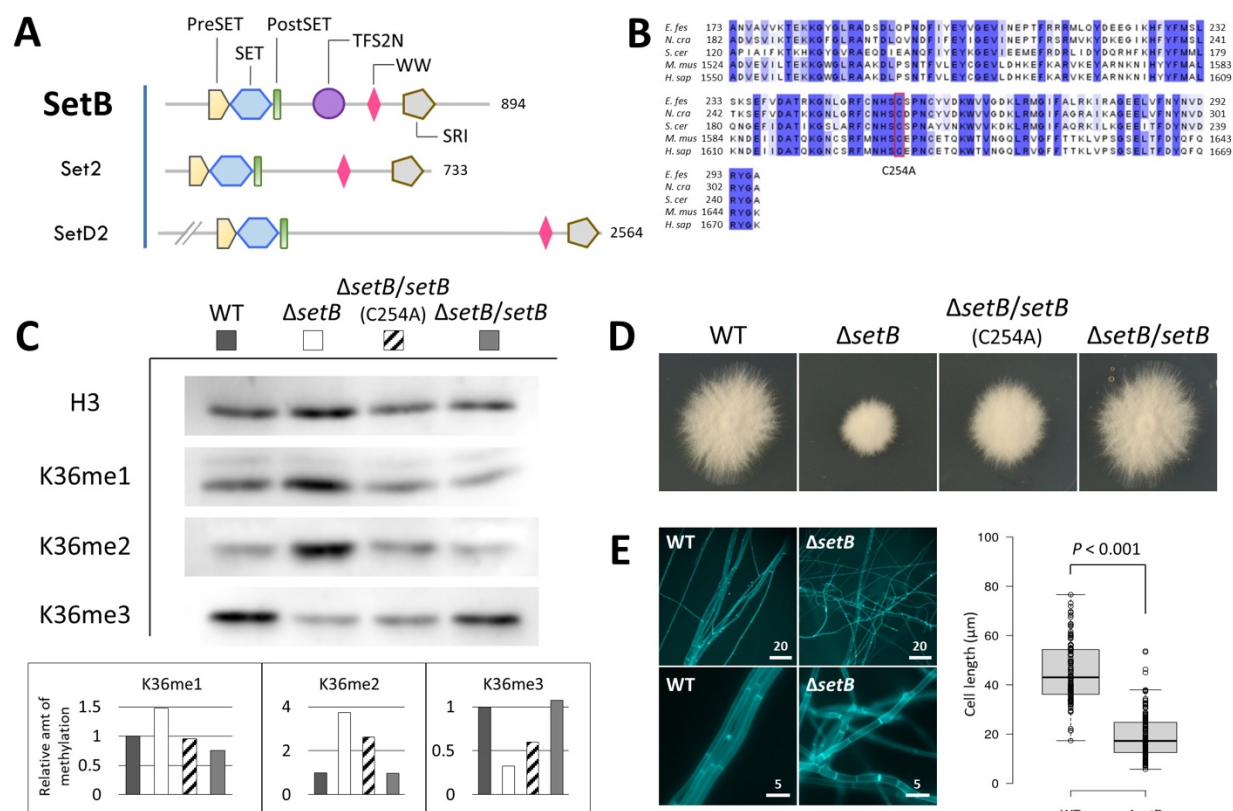 A
PreSET
PostSET
SET
TFS2N
WW
SetB
894
SRI
Set2
733
SetD2
2564
B
E. fes 173 ANVAVVKTEKKGYGLRADSDLQPNDFIYEYVGEVINEPTFRRRMLQYDEEGIKHFYFMSL 232
N. cra 182 ADVSVIKTEKKGFGLRANTDLQVNDFIYEYIGEVINEPTFRSRMVKYDREGIKHFYFMSL 241
S. cer 120 APIAIFKTKHKGYGVRAEQDIEANQFIYEYKGEVIEEMEFRDRLIDYDQRHFKHFYFMML 179
M. mus 1524 ADVEVILTEKKGWGLRAAKDLPSNTFVLEYCGEVLDHKEFKARVKEYARNKNIHYYFMAL 1583
H. sap 1550 ADVEVILTEKKGWGLRAAKDLPSNTFVLEYCGEVLDHKEFKARVKEYARNKNIHYYFMAL 1609
E. fes 233 SKSEFVDATRKGNLGRFCNHSCSPNCYVDKWVVGDKLRMGIFALRKIRAGEELVFNYNVD 292
N. cra 242 TKSEFVDATKKGNLGRFCNHSCDPNCYVDKWVVGEKLRMGIFAERAIQAGEELVFNYNVD 301
S. cer 180 QNGEFIDATIKGSLARFCNHSCSPNAYVNKWVVKDKLRMGIFAQRKILKGEEITFDYNVD 239
M. mus 1584 KNDEIIDATQKGNCSRFMNHSCEPNCETQKWTVNGQLRVGFFTTKLVPSGSELTFDYQFQ 1643
H. sap 1610 KNDEIIDATQKGNCSRFMNHSCEPNCETQKWTVNGQLRVGFFTTKLVPSGSELTFDYQFQ 1669
C254A
E. fes 293 RYGA
N. cra 302 RYGA
S. cer 240 RYGA
M. mus 1644 RYGK
H. sap 1670 RYGK
C
WT
ΔsetB
ΔsetB/setB
(C254A)
ΔsetB/setB
H3
K36me1
K36me2
K36me3
Relative amt of
methylation
K36me1
1.5
1
0.5
0
K36me2
4
2
0
K36me3
1
0.5
0
D
WT
ΔsetB
ΔsetB/setB
(C254A)
ΔsetB/setB
E
WT
20
ΔsetB
20
WT
5
ΔsetB
5
Cell length (µm)
100
80
60
40
20
0
P < 0.001